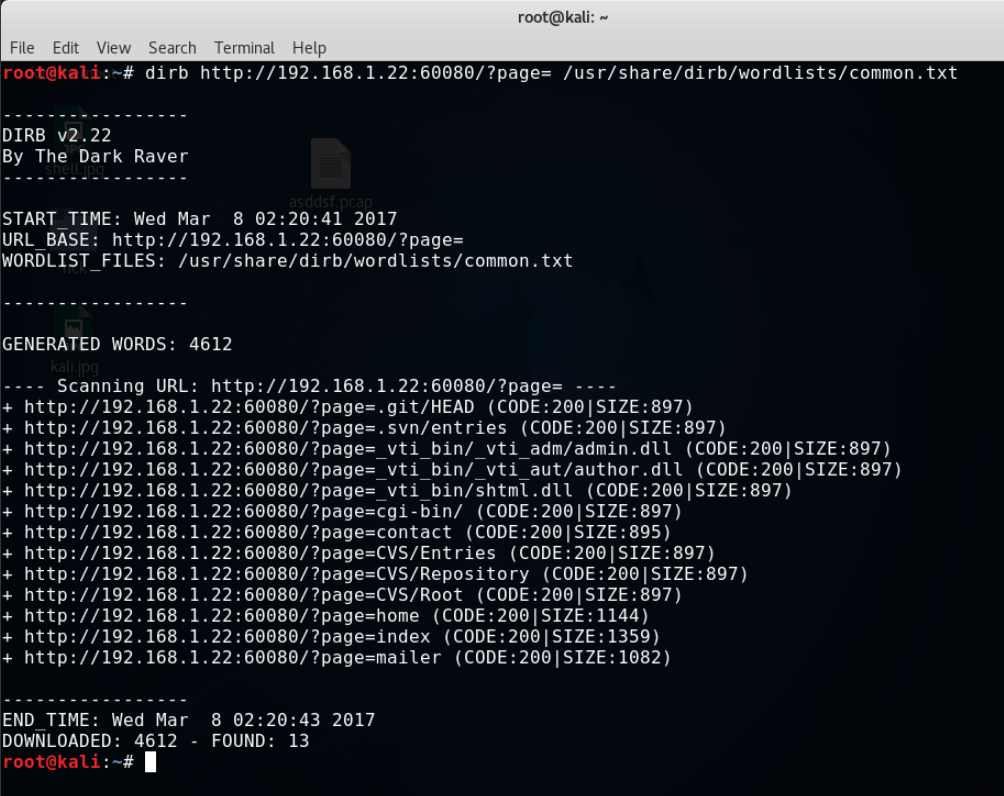 root@kali: ~
File Edit View Search Terminal Help
root@kali:~# dirb http://192.168.1.22:60080/?page= /usr/share/dirb/wordlists/common.txt
-----------------
DIRB v2.22
By The Dark Raver
-----------------
shell.jpg
asddsf.pcap
START_TIME: Wed Mar  8 02:20:41 2017
URL_BASE: http://192.168.1.22:60080/?page=
WORDLIST_FILES: /usr/share/dirb/wordlists/common.txt
-----------------
GENERATED WORDS: 4612
kali.jpg
---- Scanning URL: http://192.168.1.22:60080/?page= ----
+ http://192.168.1.22:60080/?page=.git/HEAD (CODE:200|SIZE:897)
+ http://192.168.1.22:60080/?page=.svn/entries (CODE:200|SIZE:897)
+ http://192.168.1.22:60080/?page=_vti_bin/_vti_adm/admin.dll (CODE:200|SIZE:897)
+ http://192.168.1.22:60080/?page=_vti_bin/_vti_aut/author.dll (CODE:200|SIZE:897)
+ http://192.168.1.22:60080/?page=_vti_bin/shtml.dll (CODE:200|SIZE:897)
+ http://192.168.1.22:60080/?page=cgi-bin/ (CODE:200|SIZE:897)
+ http://192.168.1.22:60080/?page=contact (CODE:200|SIZE:895)
+ http://192.168.1.22:60080/?page=CVS/Entries (CODE:200|SIZE:897)
+ http://192.168.1.22:60080/?page=CVS/Repository (CODE:200|SIZE:897)
+ http://192.168.1.22:60080/?page=CVS/Root (CODE:200|SIZE:897)
+ http://192.168.1.22:60080/?page=home (CODE:200|SIZE:1144)
+ http://192.168.1.22:60080/?page=index (CODE:200|SIZE:1359)
+ http://192.168.1.22:60080/?page=mailer (CODE:200|SIZE:1082)
-----------------
END_TIME: Wed Mar  8 02:20:43 2017
DOWNLOADED: 4612 - FOUND: 13
root@kali:~#